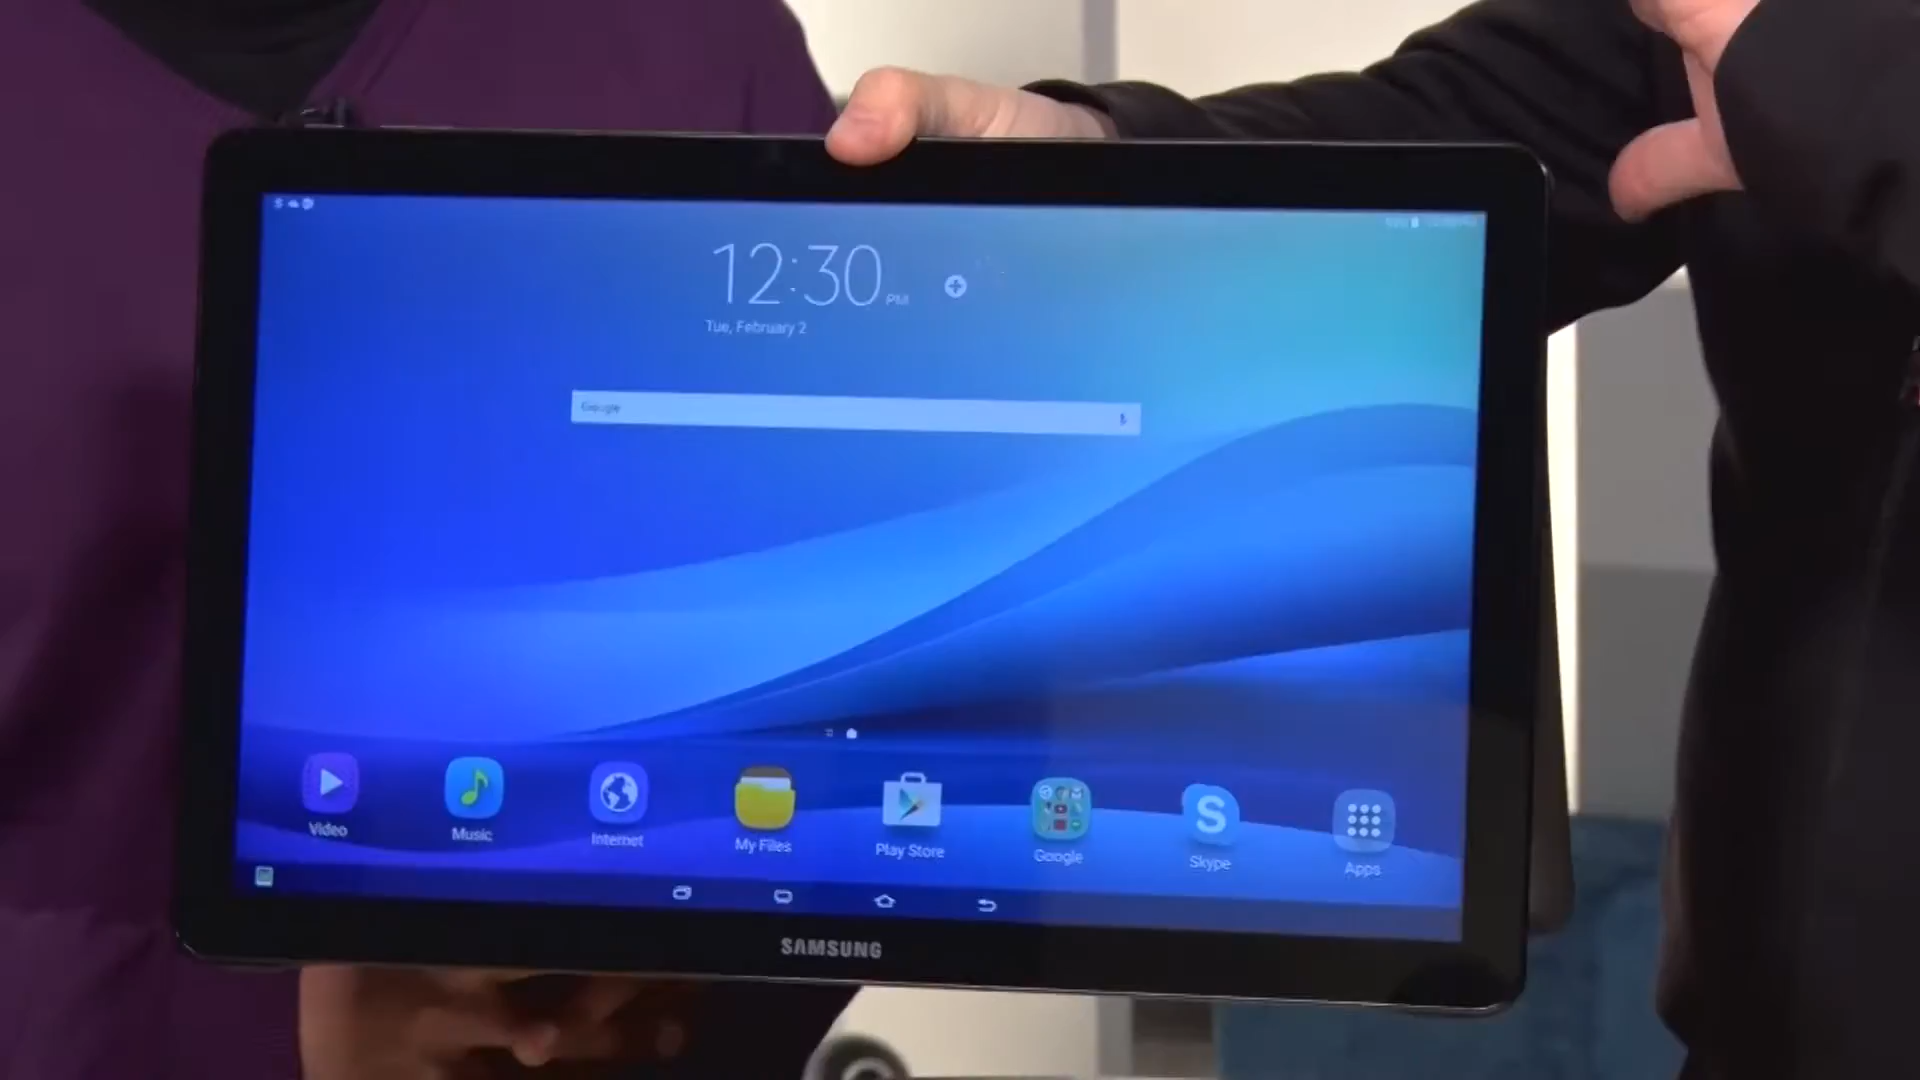 12:30 PM
Tue, February 2
Google
Video
Music
Internet
My Files
Play Store
Google
Skype
Apps
SAMSUNG